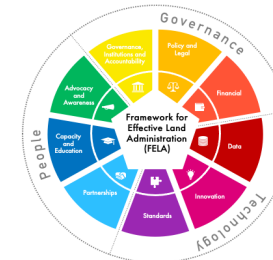 Governance
Governance,
Institutions and
Accountability
Policy and
Legal
Advocacy
and
Awareness
Financial
Framework for
Effective Land
Administration
(FELA)
People
Capacity
and
Education
Data
Partnerships
Innovation
Standards
Technology